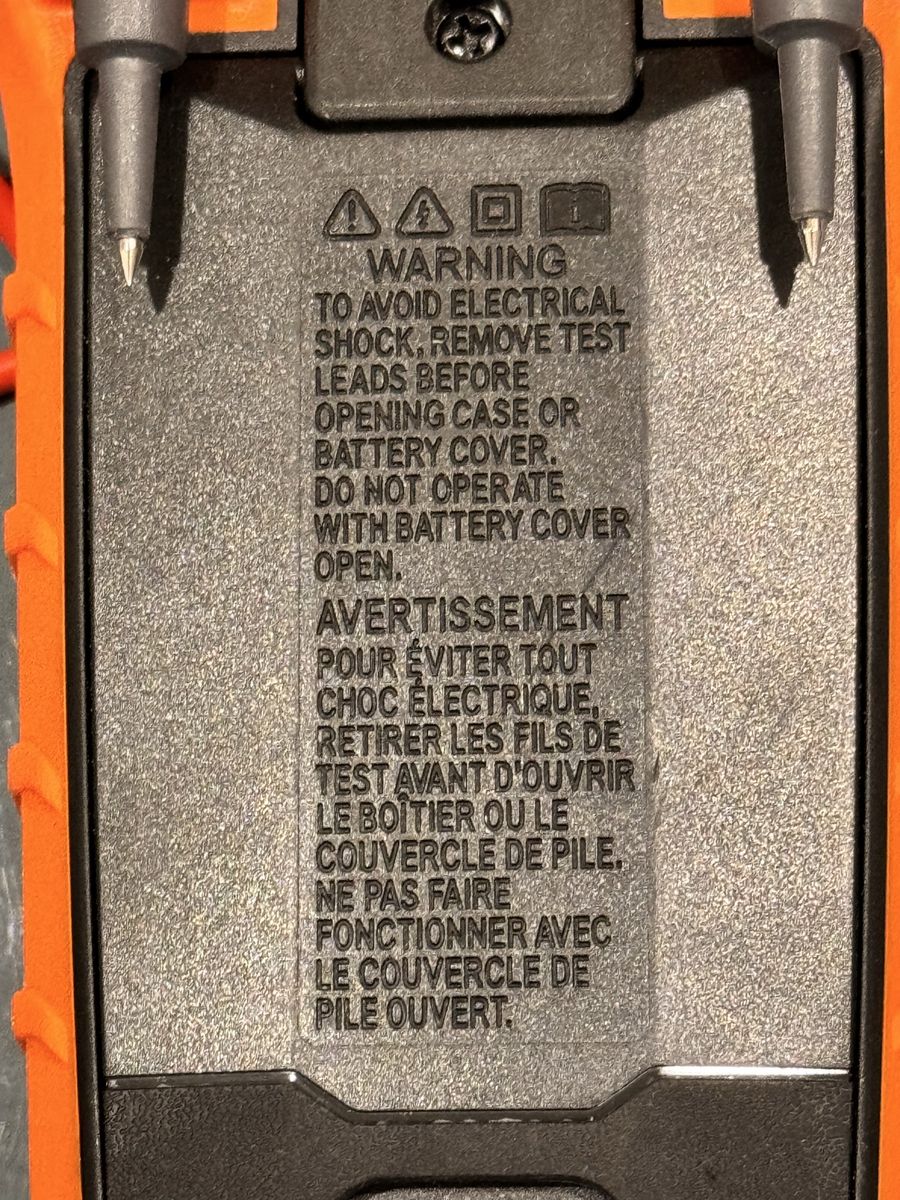 WARNING
TO AVOID ELECTRICAL
SHOCK, REMOVE TEST
LEADS BEFORE
OPENING CASE OR
BATTERY COVER.
DO NOT OPERATE
WITH BATTERY COVER
OPEN.
AVERTISSEMENT
POUR ÉVITER TOUT
CHOC ÉLECTRIQUE,
RETIRER LES FILS DE
TEST AVANT D'OUVRIR
LE BOÎTIER OU LE
COUVERCLE DE PILE.
NE PAS FAIRE
FONCTIONNER AVEC
LE COUVERCLE DE
PILE OUVERT.